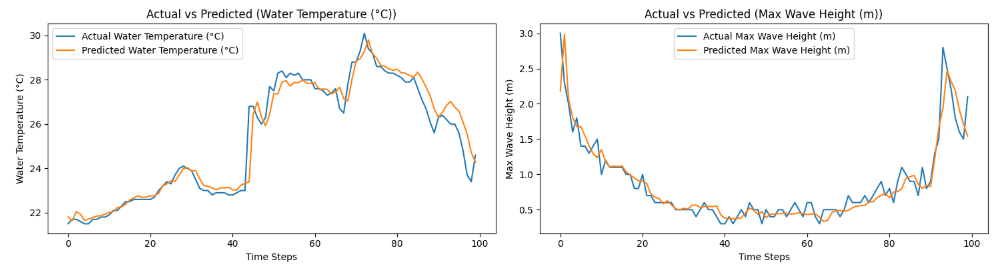 Actual vs Predicted (Water Temperature (°C))
Actual Water Temperature (°C)
Predicted Water Temperature (°C)
Water Temperature (°C)
30
28
26
24
22
0
20
40
60
80
100
Time Steps
Actual vs Predicted (Max Wave Height (m))
Actual Max Wave Height (m)
Predicted Max Wave Height (m)
Max Wave Height (m)
3.0
2.5
2.0
1.5
1.0
0.5
0
20
40
60
80
100
Time Steps